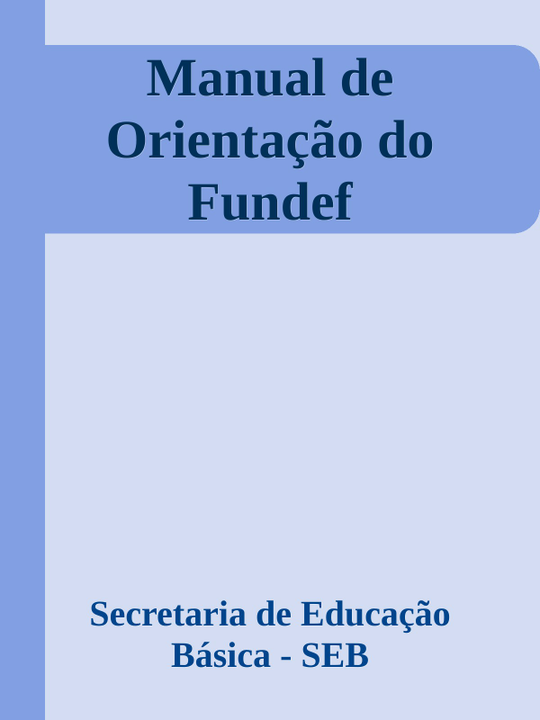 Manual de
Orientação do
Fundef
Secretaria de Educação
Básica - SEB